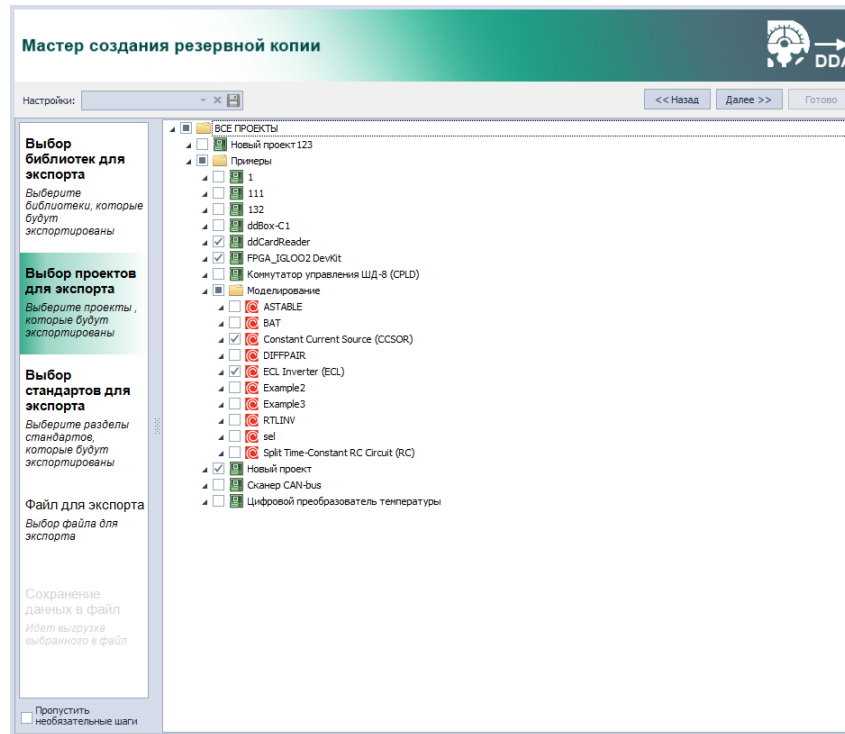 Мастер создания резервной копии
Настройки:
<< Назад
Далее >>
Готово
Выбор
библиотек для
экспорта
Выберите
библиотеки, которые
будут
экспортированы
Выбор проектов
для экспорта
Выберите проекты ,
которые будут
экспортированы
Выбор
стандартов для
экспорта
Выберите разделы
стандартов,
которые будут
экспортированы
Файл для экспорта
Выбор файла для
экспорта
Сохранение
данных в файл
Идет выгрузка
выбранного в файл
Пропустить
необязательные шаги
ВСЕ ПРОЕКТЫ
Новый проект123
Примеры
1
111
132
ddBox-C1
ddCardReader
FPGA_IGLOO2 DevKit
Коммутатор управления ШД-8 (CPLD)
Моделирование
ASTABLE
BAT
Constant Current Source (CCSOR)
DIFFPAIR
ECL Inverter (ECL)
Example2
Example3
RTLINV
sel
Split Time-Constant RC Circuit (RC)
Новый проект
Сканер CAN-bus
Цифровой преобразователь температуры